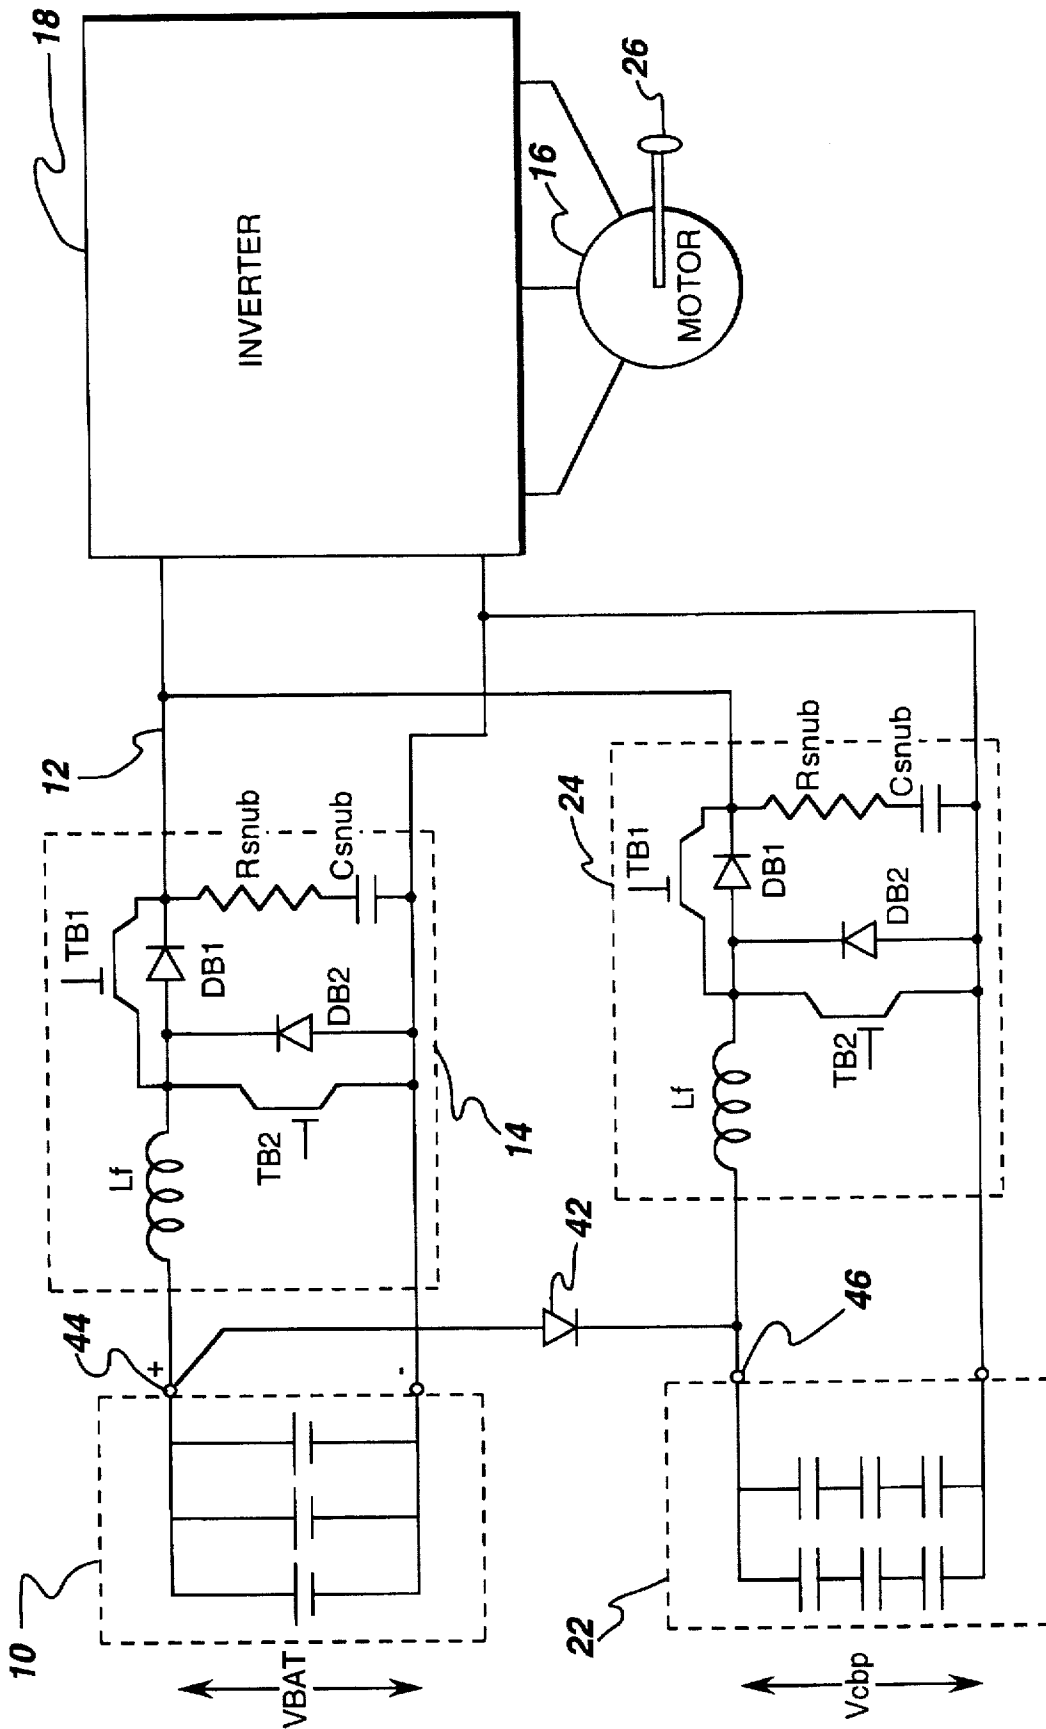 18
INVERTER
26
16
MOTOR
12
Rsnub
Csnub
TB1
DB1
DB2
TB2
Lf
14
24
TB1
Rsnub
Csnub
DB1
DB2
TB2
Lf
42
44
+
-
46
10
VBAT
22
Vcbp